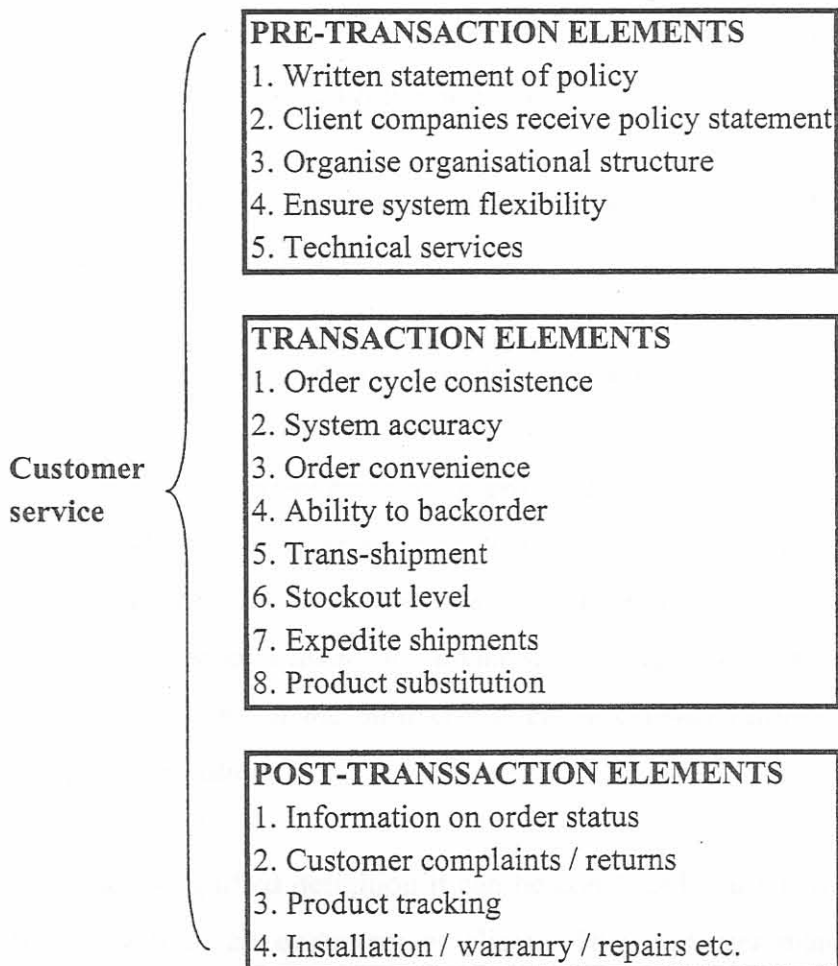 PRE-TRANSACTION ELEMENTS
1. Written statement of policy
2. Client companies receive policy statement
3. Organise organisational structure
4. Ensure system flexibility
5. Technical services
TRANSACTION ELEMENTS
1. Order cycle consistence
2. System accuracy
3. Order convenience
4. Ability to backorder
5. Trans-shipment
6. Stockout level
7. Expedite shipments
8. Product substitution
Customer
service
POST-TRANSSACTION ELEMENTS
1. Information on order status
2. Customer complaints / returns
3. Product tracking
4. Installation / warranry / repairs etc.